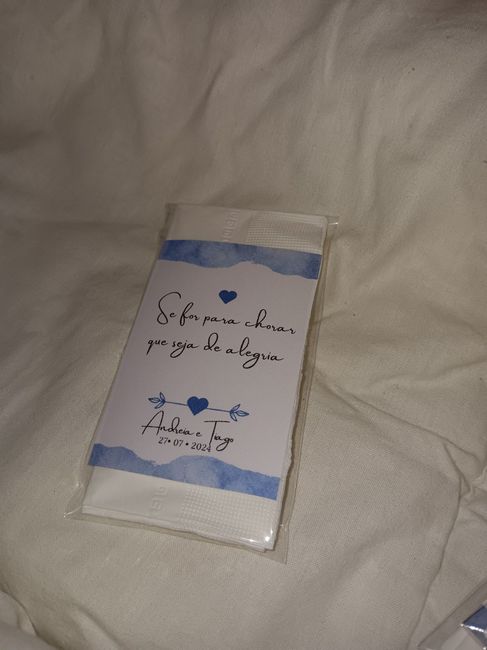 Se for para chorar
que seja de alegria
Andreia e Tiago
27 • 07 • 2024